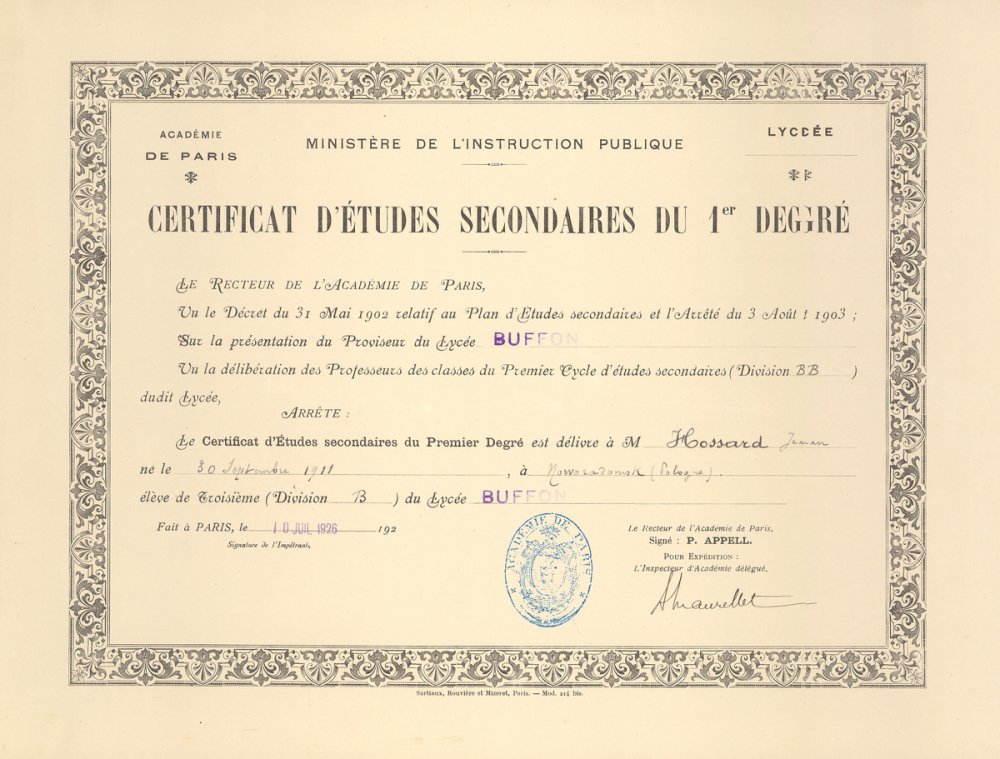 ACADÉMIE
DE PARIS
MINISTÈRE DE L'INSTRUCTION PUBLIQUE
LYCCÉE
CERTIFICAT D'ÉTUDES SECONDAIRES DU 1er DEGRÉ
LE RECTEUR DE L'ACADÉMIE DE PARIS,
Vu le Décret du 31 Mai 1902 relatif au Plan d'Études secondaires et l'Arrêté du 3 Août 1903 ;
Sur la présentation du Proviseur du Lycée BUFFON
Vu la délibération des Professeurs des classes du Premier Cycle d'études secondaires (Division BB )
dudit Lycée,
ARRÊTE :
Le Certificat d'Études secondaires du Premier Degré est délivre à M Hossard
né le 30 Septembre 1911 , à Noworadomsk (Pologne).
élève de Troisième (Division B ) du Lycée BUFFON
Fait à PARIS, le 10 JUIL 1926 192
Signature de l'Impétrant,
ACADÉMIE DE PARIS
Le Recteur de l'Academie de Paris,
Signé : P. APPELL.
POUR EXPÉDITION :
L'Inspecteur d'Académie délégué,
Sartiaux, Rouvière et Mizeret, Paris. — Mod. 214 bis.